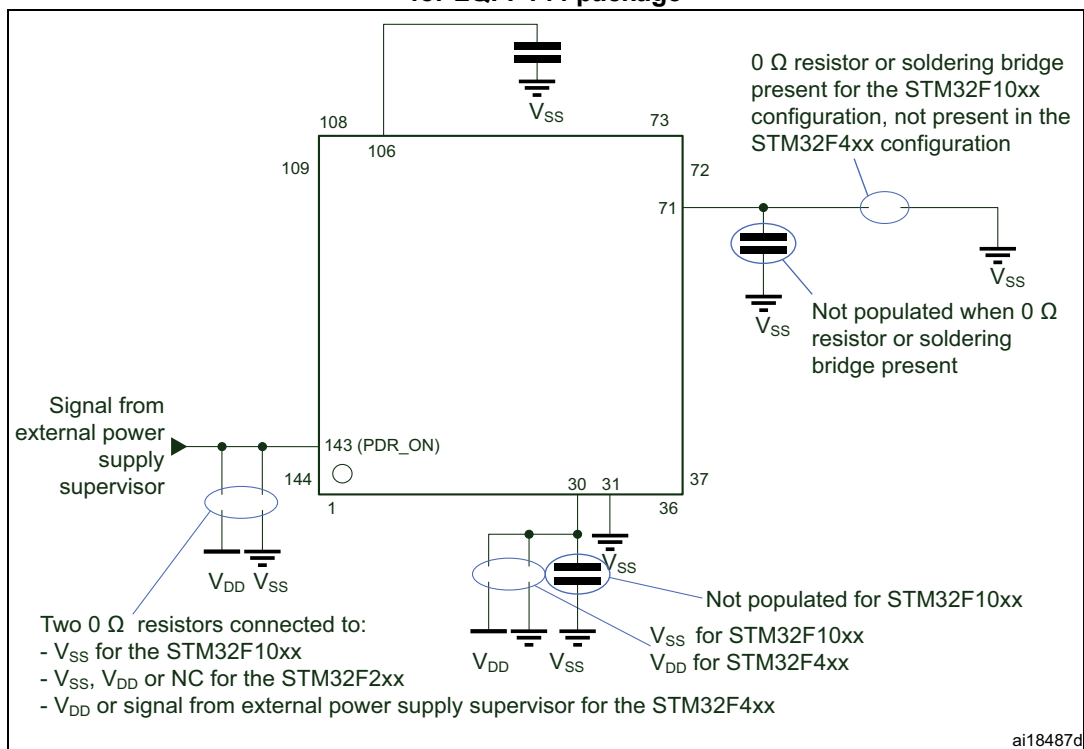 0 Ω resistor or soldering bridge
present for the STM32F10xx
configuration, not present in the
STM32F4xx configuration
VSS
108
73
106
109
72
71
VSS
VSS
Not populated when 0 Ω
resistor or soldering
bridge present
Signal from
external power
supply
supervisor
143 (PDR_ON)
144
30 31
37
1
36
VSS
VDD VSS
Not populated for STM32F10xx
Two 0 Ω resistors connected to:
- VSS for the STM32F10xx
- VSS, VDD or NC for the STM32F2xx
- VDD or signal from external power supply supervisor for the STM32F4xx
VDD
VSS
VSS for STM32F10xx
VDD for STM32F4xx
ai18487d